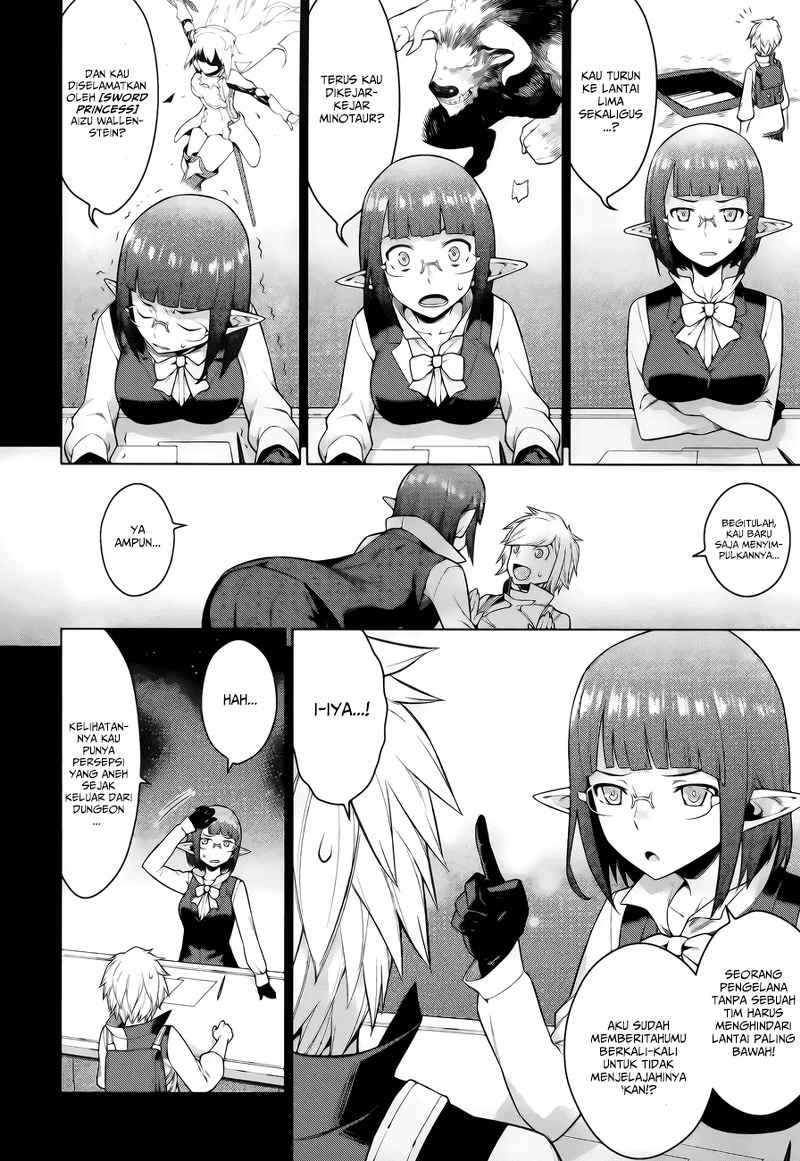 KAU TURUN
KE LANTAI
LIMA
SEKALIGUS
...?
TERUS KAU
DIKEJAR-
KEJAR
MINOTAUR?
DAN KAU
DISELAMATKAN
OLEH [SWORD
PRINCESS]
AIZU WALLEN-
STEIN?
BEGITULAH,
KAU BARU
SAJA MENYIM-
PULKANNYA...
YA
AMPUN...
SEORANG
PENGELANA
TANPA SEBUAH
TIM HARUS
MENGHINDARI
LANTAI PALING
BAWAH!
AKU SUDAH
MEMBERITAHUMU
BERKALI-KALI
UNTUK TIDAK
MENJELAJAHINYA
'KAN!?
I-IYA...!
HAH...
KELIHATAN-
NYA KAU
PUNYA
PERSEPSI
YANG ANEH
SEJAK
KELUAR DARI
DUNGEON
...